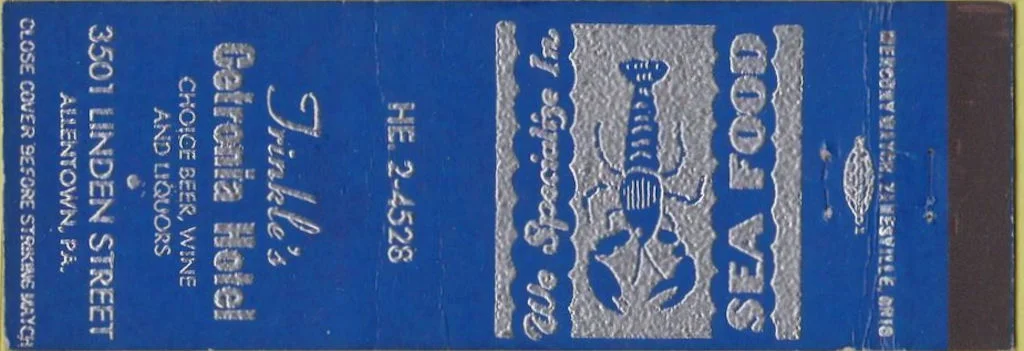 We Specialize In
SEA FOOD
HE. 2-4528
Trinkle's
Cetronia Hotel
CHOICE BEER, WINE
AND LIQUORS
3501 LINDEN STREET
ALLENTOWN, PA.
CLOSE COVER BEFORE STRIKING MATCH
ZANESVILLE, OHIO